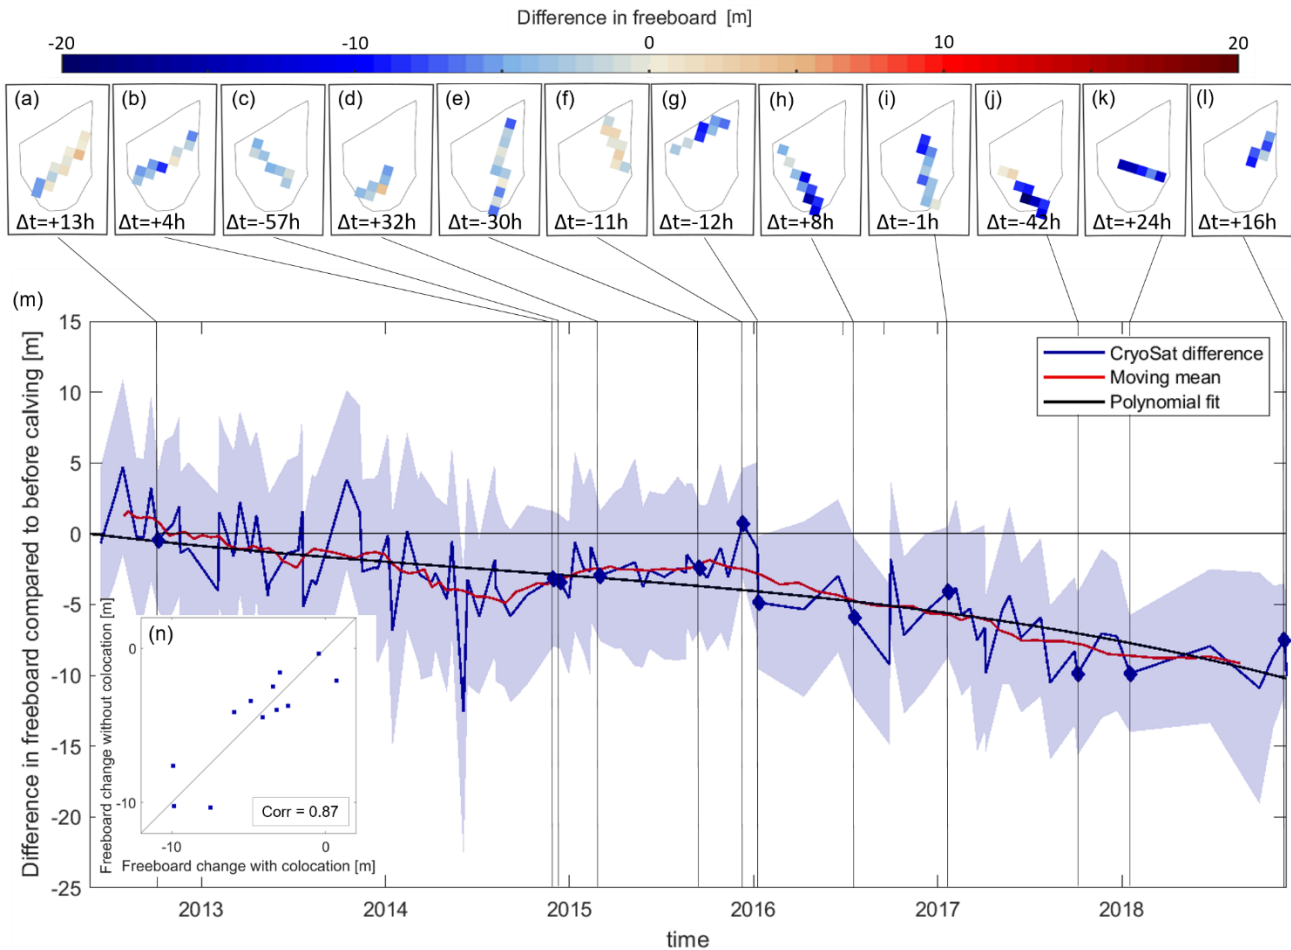 Difference in freeboard [m]
-20 -10 0 10 20
(a) (b) (c) (d) (e) (f) (g) (h) (i) (j) (k) (l)
Δt=+13h Δt=+4h Δt=-57h Δt=+32h Δt=-30h Δt=-11h Δt=-12h Δt=+8h Δt=-1h Δt=-42h Δt=+24h Δt=+16h
(m)
Difference in freeboard compared to before calving [m]
15
10
5
0
-5
-10
-15
-20
-25
CryoSat difference
Moving mean
Polynomial fit
(n)
Freeboard change without colocation [m]
0
-10
Corr = 0.87
-10 0
Freeboard change with colocation [m]
2013 2014 2015 2016 2017 2018
time